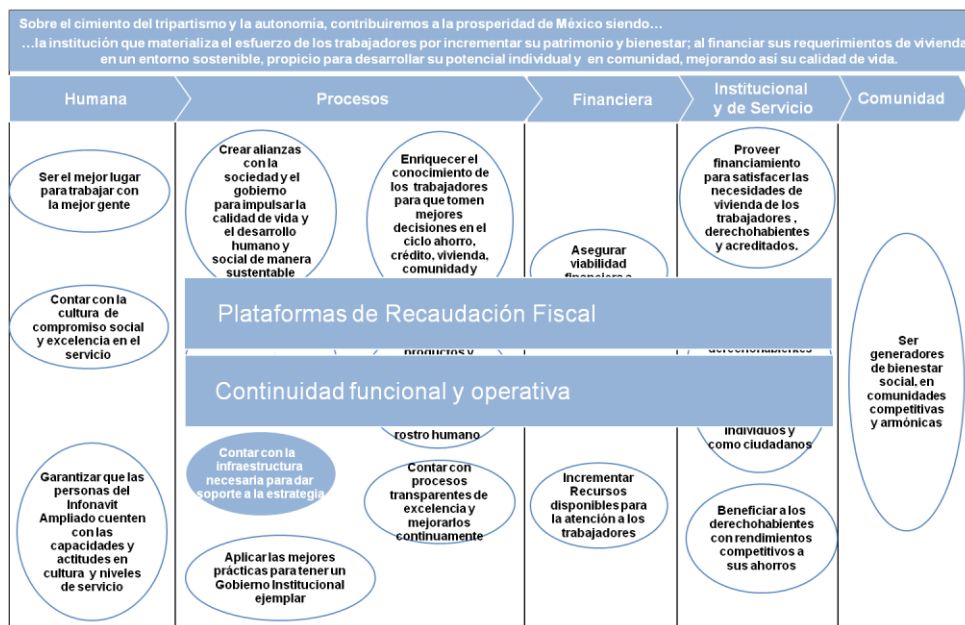 Sobre el cimiento del tripartismo y la autonomía, contribuiremos a la prosperidad de México siendo…
…la institución que materializa el esfuerzo de los trabajadores por incrementar su patrimonio y bienestar; al financiar sus requerimientos de vivienda
en un entorno sostenible, propicio para desarrollar su potencial individual y en comunidad, mejorando así su calidad de vida.
Humana
Procesos
Financiera
Institucional
y de Servicio
Comunidad
Ser el mejor lugar
para trabajar con
la mejor gente
Contar con la
cultura de
compromiso social
y excelencia en el
servicio
Garantizar que las
personas del
Infonavit
Ampliado cuenten
con las
capacidades y
actitudes en
cultura y niveles
de servicio
Crear alianzas
con la
sociedad y el
gobierno
para impulsar la
calidad de vida y
el desarrollo
humano y
social de manera
sustentable
Enriquecer el
conocimiento de
los trabajadores
para que tomen
mejores
decisiones en el
ciclo ahorro,
crédito, vivienda,
comunidad y
Plataformas de Recaudación Fiscal
productos y
Continuidad funcional y operativa
rostro humano
Contar con la
infraestructura
necesaria para dar
soporte a la estrategia
Contar con
procesos
transparentes de
excelencia y
mejorarlos
continuamente
Aplicar las mejores
prácticas para tener un
Gobierno Institucional
ejemplar
Asegurar
viabilidad
financiera a
Incrementar
Recursos
disponibles para
la atención a los
trabajadores
Proveer
financiamiento
para satisfacer las
necesidades de
vivienda de los
trabajadores ,
derechohabientes
y acreditados.
derechohabientes
individuos y
como ciudadanos
Beneficiar a los
derechohabientes
con rendimientos
competitivos a
sus ahorros
Ser
generadores
de bienestar
social, en
comunidades
competitivas
y armónicas